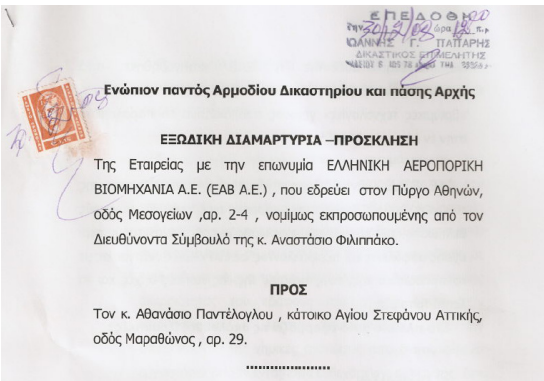 ΕΠΕΔΟΘΗ
ΙΩΑΝΝΗΣ Γ. ΠΑΠΑΡΗΣ
ΔΙΚΑΣΤΙΚΟΣ ΕΠΙΜΕΛΗΤΗΣ
Ενώπιον παντός Αρμοδίου Δικαστηρίου και πάσης Αρχής
ΕΞΩΔΙΚΗ ΔΙΑΜΑΡΤΥΡΙΑ –ΠΡΟΣΚΛΗΣΗ
Της Εταιρείας με την επωνυμία ΕΛΛΗΝΙΚΗ ΑΕΡΟΠΟΡΙΚΗ
ΒΙΟΜΗΧΑΝΙΑ Α.Ε. (ΕΑΒ Α.Ε.) , που εδρεύει στον Πύργο Αθηνών,
οδός Μεσογείων ,αρ. 2-4 , νομίμως εκπροσωπουμένης από τον
Διευθύνοντα Σύμβουλό της κ. Αναστάσιο Φιλιππάκο.
ΠΡΟΣ
Τον κ. Αθανάσιο Παντέλογλου , κάτοικο Αγίου Στεφάνου Αττικής,
οδός Μαραθώνος , αρ. 29.